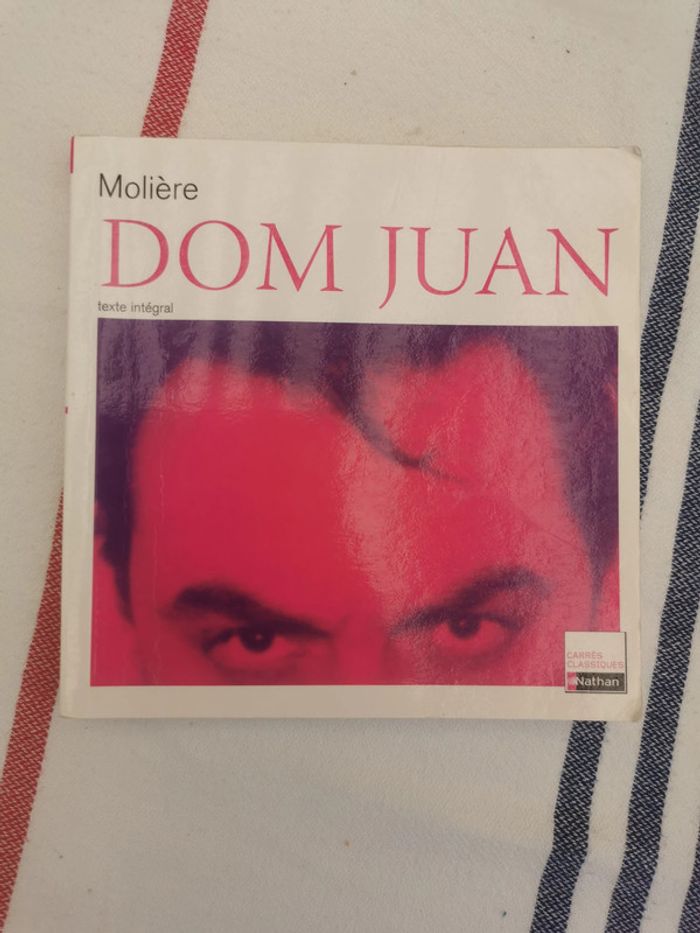 Molière
DOM JUAN
texte intégral
CARRÉS
CLASSIQUES
Nathan